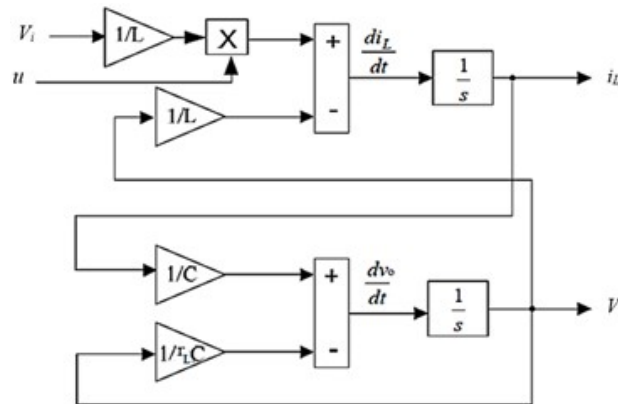 V_i
1/L
X
+
-
di_L
dt
1
s
i_L
u
1/L
1/C
+
-
dv_o
dt
1
s
V
1/r_LC